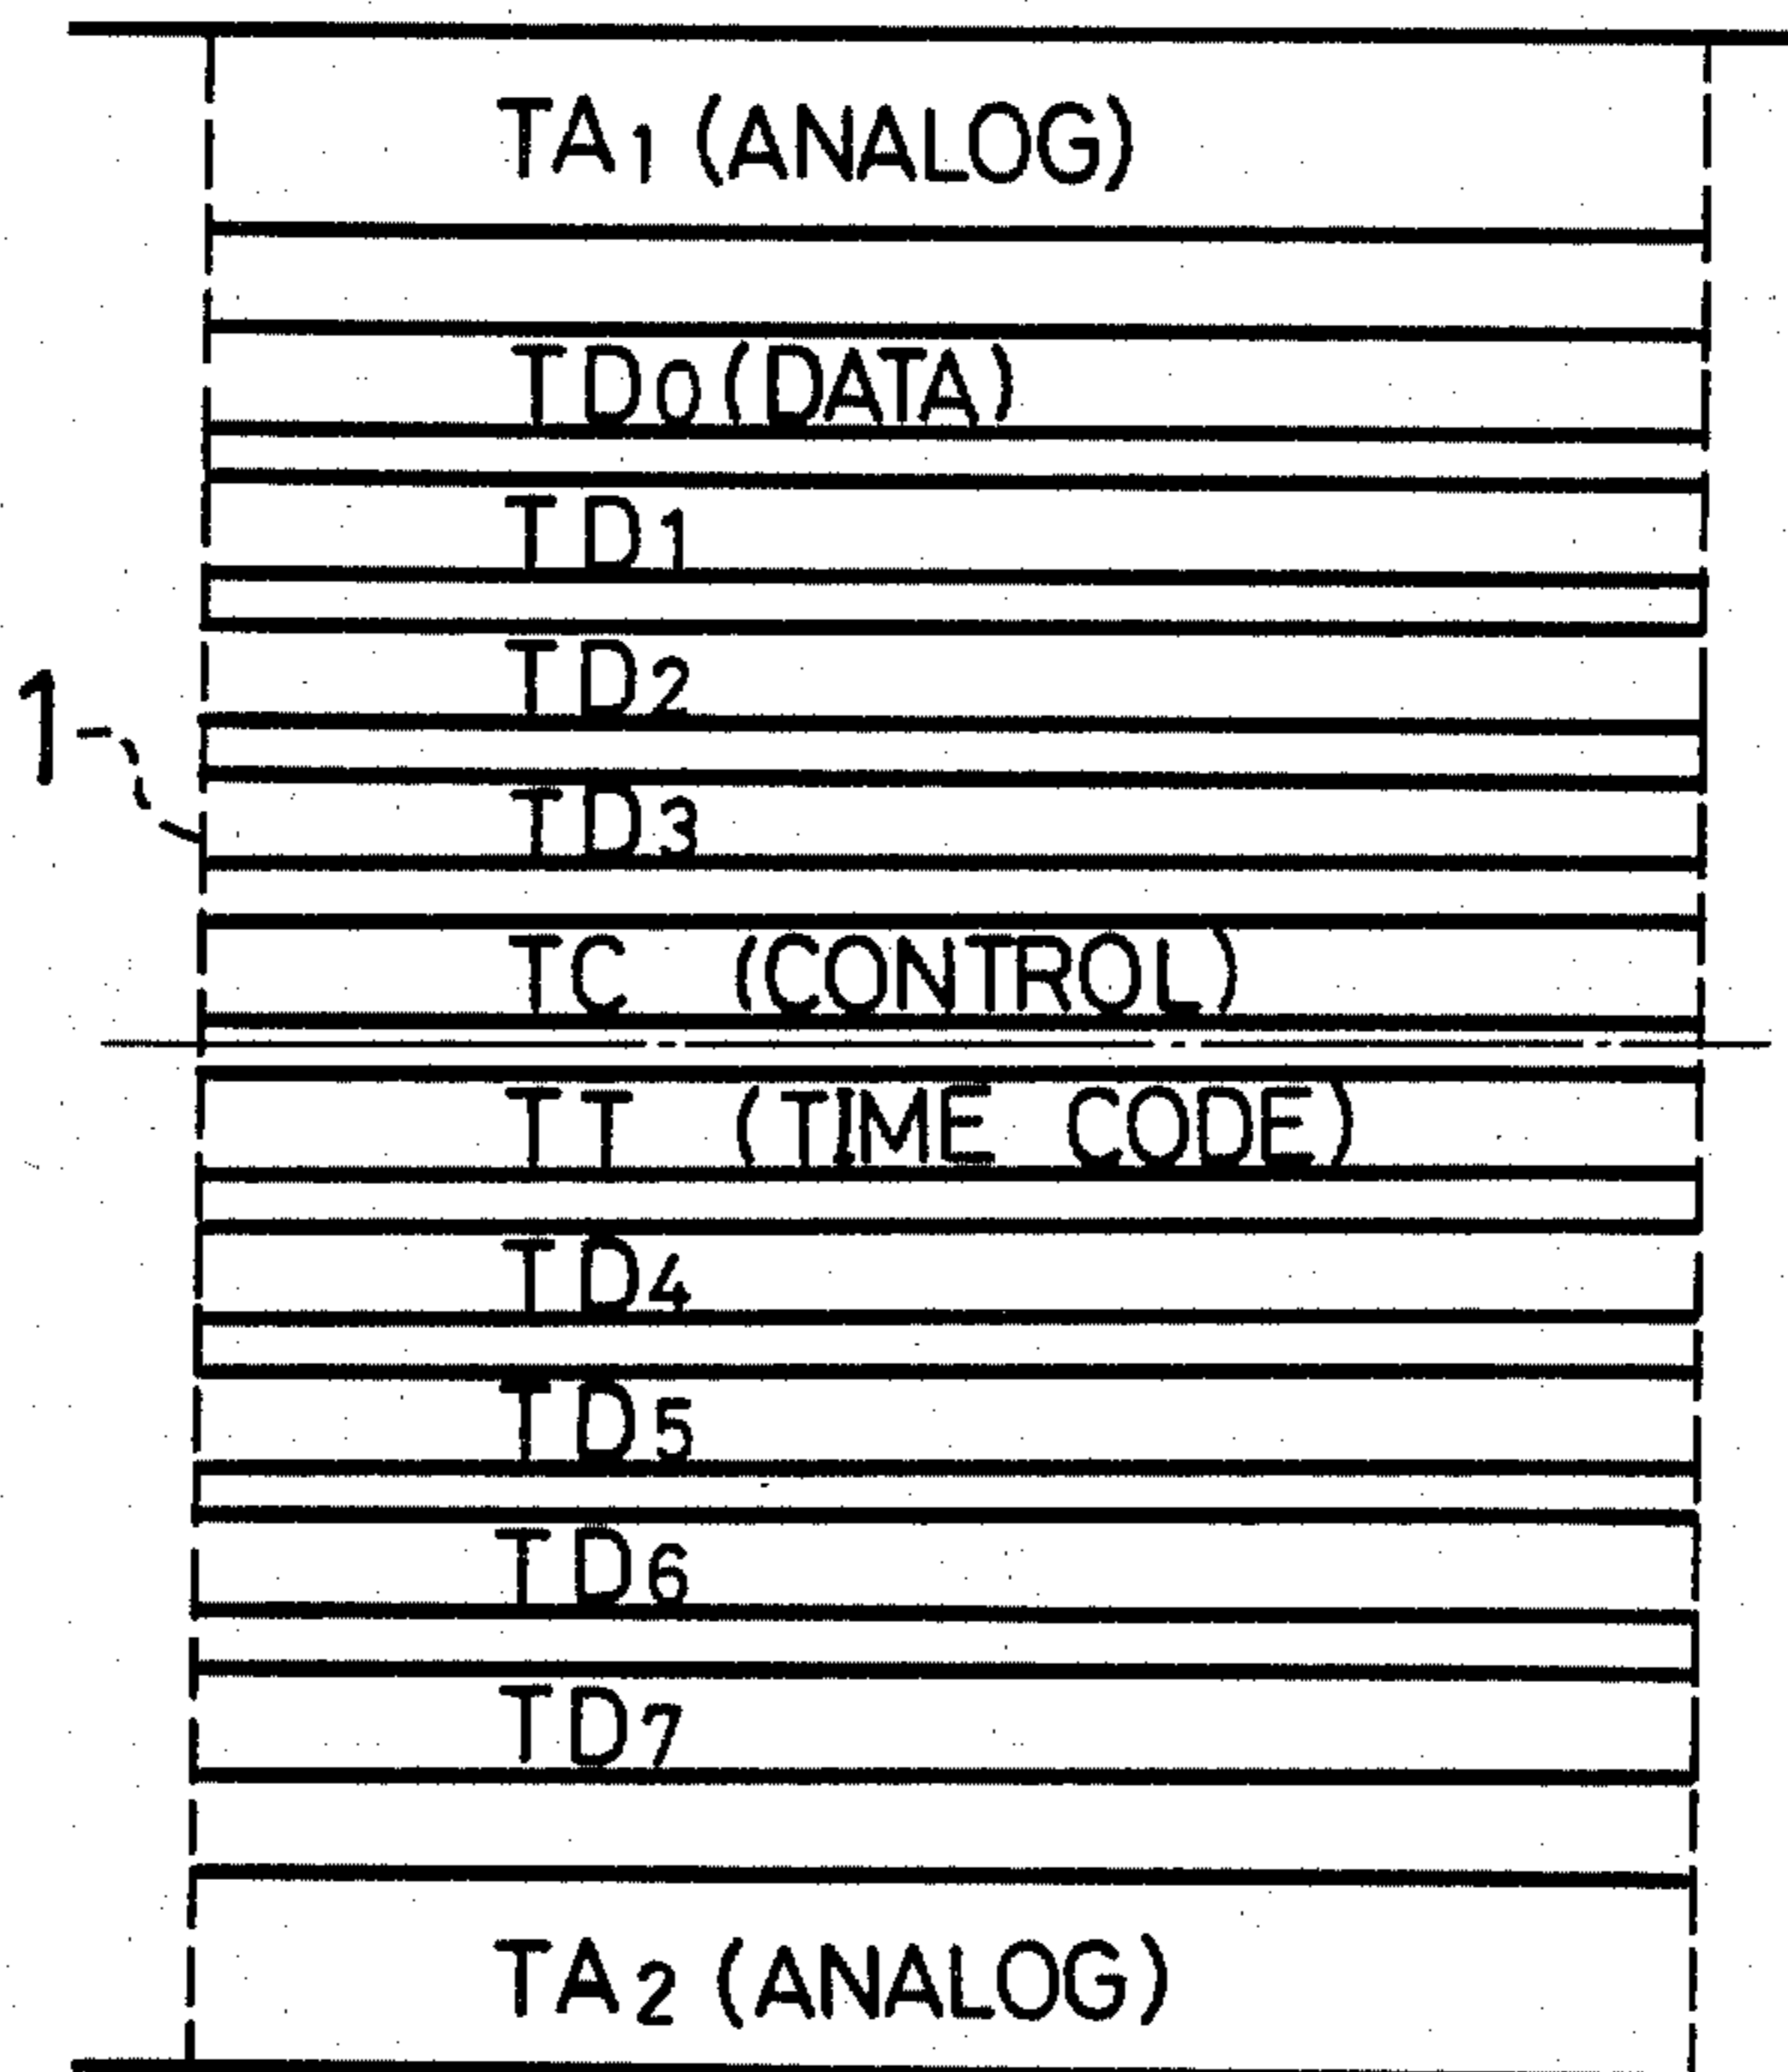 TA1 (ANALOG)
TD0 (DATA)
TD1
TD2
1
TD3
TC (CONTROL)
TT (TIME CODE)
TD4
TD5
TD6
TD7
TA2 (ANALOG)